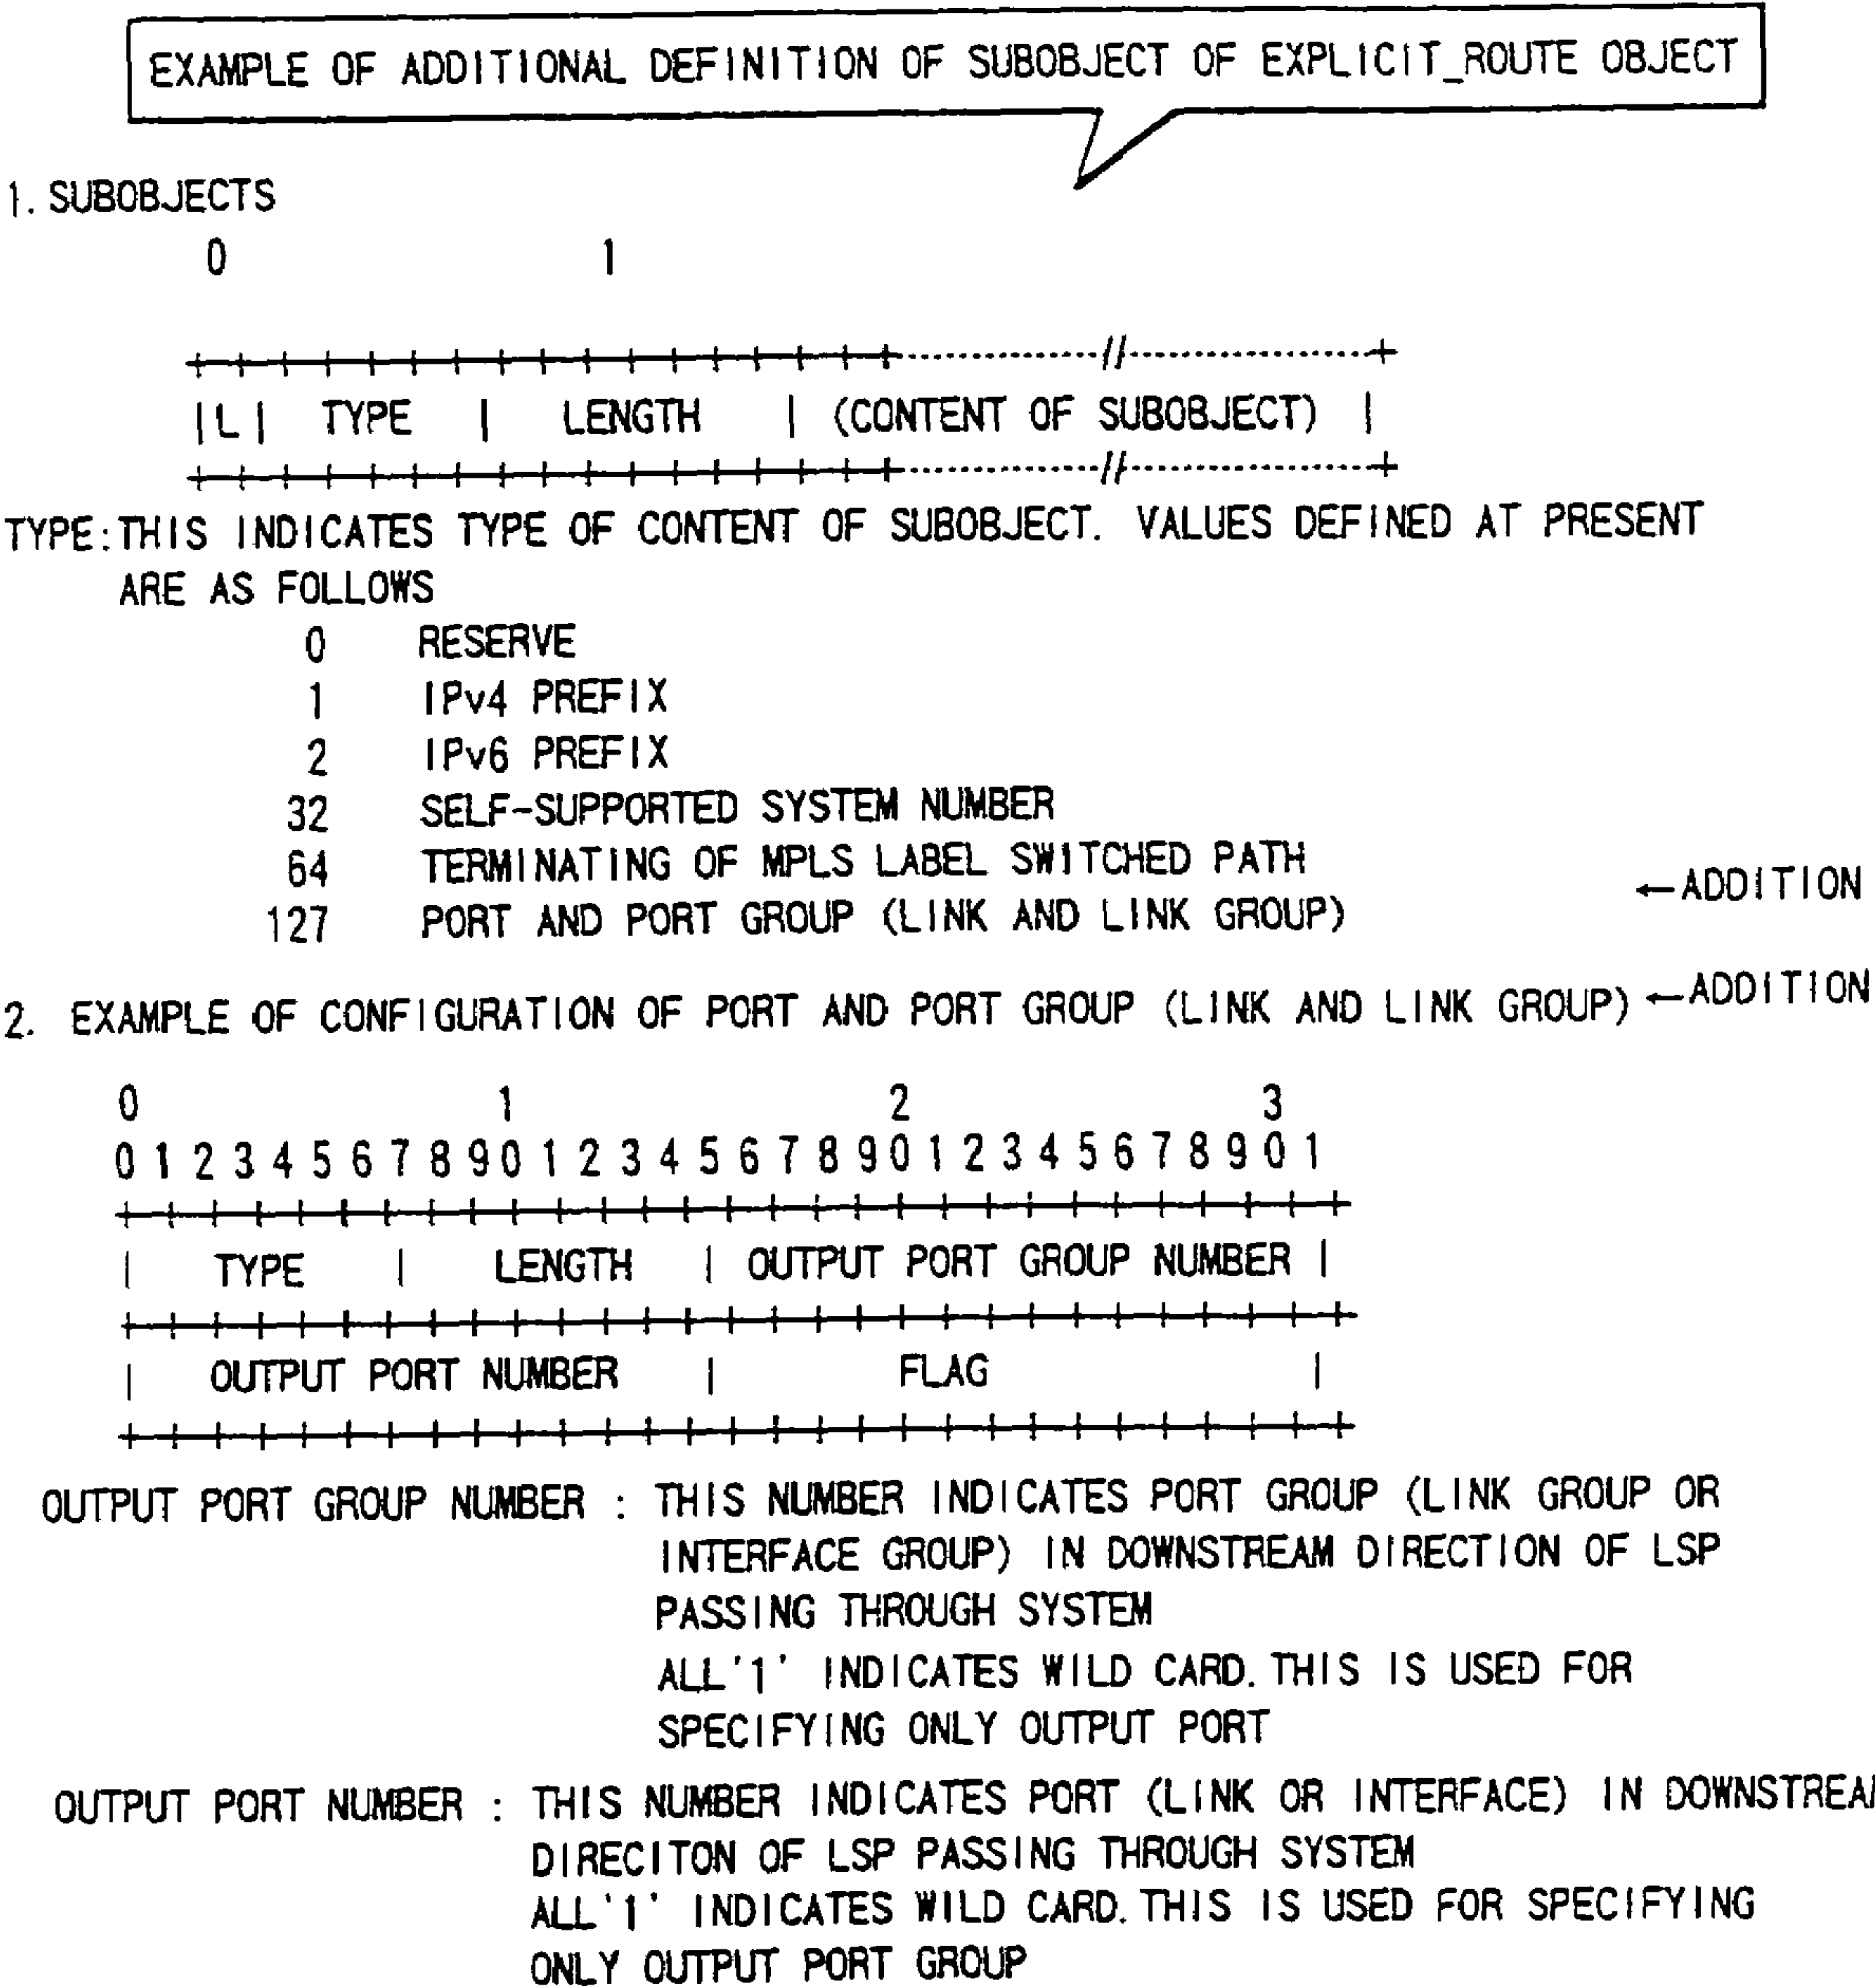 EXAMPLE OF ADDITIONAL DEFINITION OF SUBOBJECT OF EXPLICIT_ROUTE OBJECT
1. SUBOBJECTS
0 1
+-+-+-+-+-+-+-+-+-+-+-+-+-+-+-+-+-------------//----------------+
|L| TYPE | LENGTH | (CONTENT OF SUBOBJECT) |
+-+-+-+-+-+-+-+-+-+-+-+-+-+-+-+-+-------------//----------------+
TYPE:THIS INDICATES TYPE OF CONTENT OF SUBOBJECT. VALUES DEFINED AT PRESENT
ARE AS FOLLOWS
0 RESERVE
1 IPv4 PREFIX
2 IPv6 PREFIX
32 SELF-SUPPORTED SYSTEM NUMBER
64 TERMINATING OF MPLS LABEL SWITCHED PATH
127 PORT AND PORT GROUP (LINK AND LINK GROUP) ←ADDITION
2. EXAMPLE OF CONFIGURATION OF PORT AND PORT GROUP (LINK AND LINK GROUP) ←ADDITION
0 1 2 3
0 1 2 3 4 5 6 7 8 9 0 1 2 3 4 5 6 7 8 9 0 1 2 3 4 5 6 7 8 9 0 1
+-+-+-+-+-+-+-+-+-+-+-+-+-+-+-+-+-+-+-+-+-+-+-+-+-+-+-+-+
| TYPE | LENGTH | OUTPUT PORT GROUP NUMBER |
+-+-+-+-+-+-+-+-+-+-+-+-+-+-+-+-+-+-+-+-+-+-+-+-+-+-+-+-+
| OUTPUT PORT NUMBER | FLAG |
+-+-+-+-+-+-+-+-+-+-+-+-+-+-+-+-+-+-+-+-+-+-+-+-+-+-+-+-+
OUTPUT PORT GROUP NUMBER : THIS NUMBER INDICATES PORT GROUP (LINK GROUP OR
INTERFACE GROUP) IN DOWNSTREAM DIRECTION OF LSP
PASSING THROUGH SYSTEM
ALL'1' INDICATES WILD CARD. THIS IS USED FOR
SPECIFYING ONLY OUTPUT PORT
OUTPUT PORT NUMBER : THIS NUMBER INDICATES PORT (LINK OR INTERFACE) IN DOWNSTREAM
DIRECITON OF LSP PASSING THROUGH SYSTEM
ALL'1' INDICATES WILD CARD. THIS IS USED FOR SPECIFYING
ONLY OUTPUT PORT GROUP